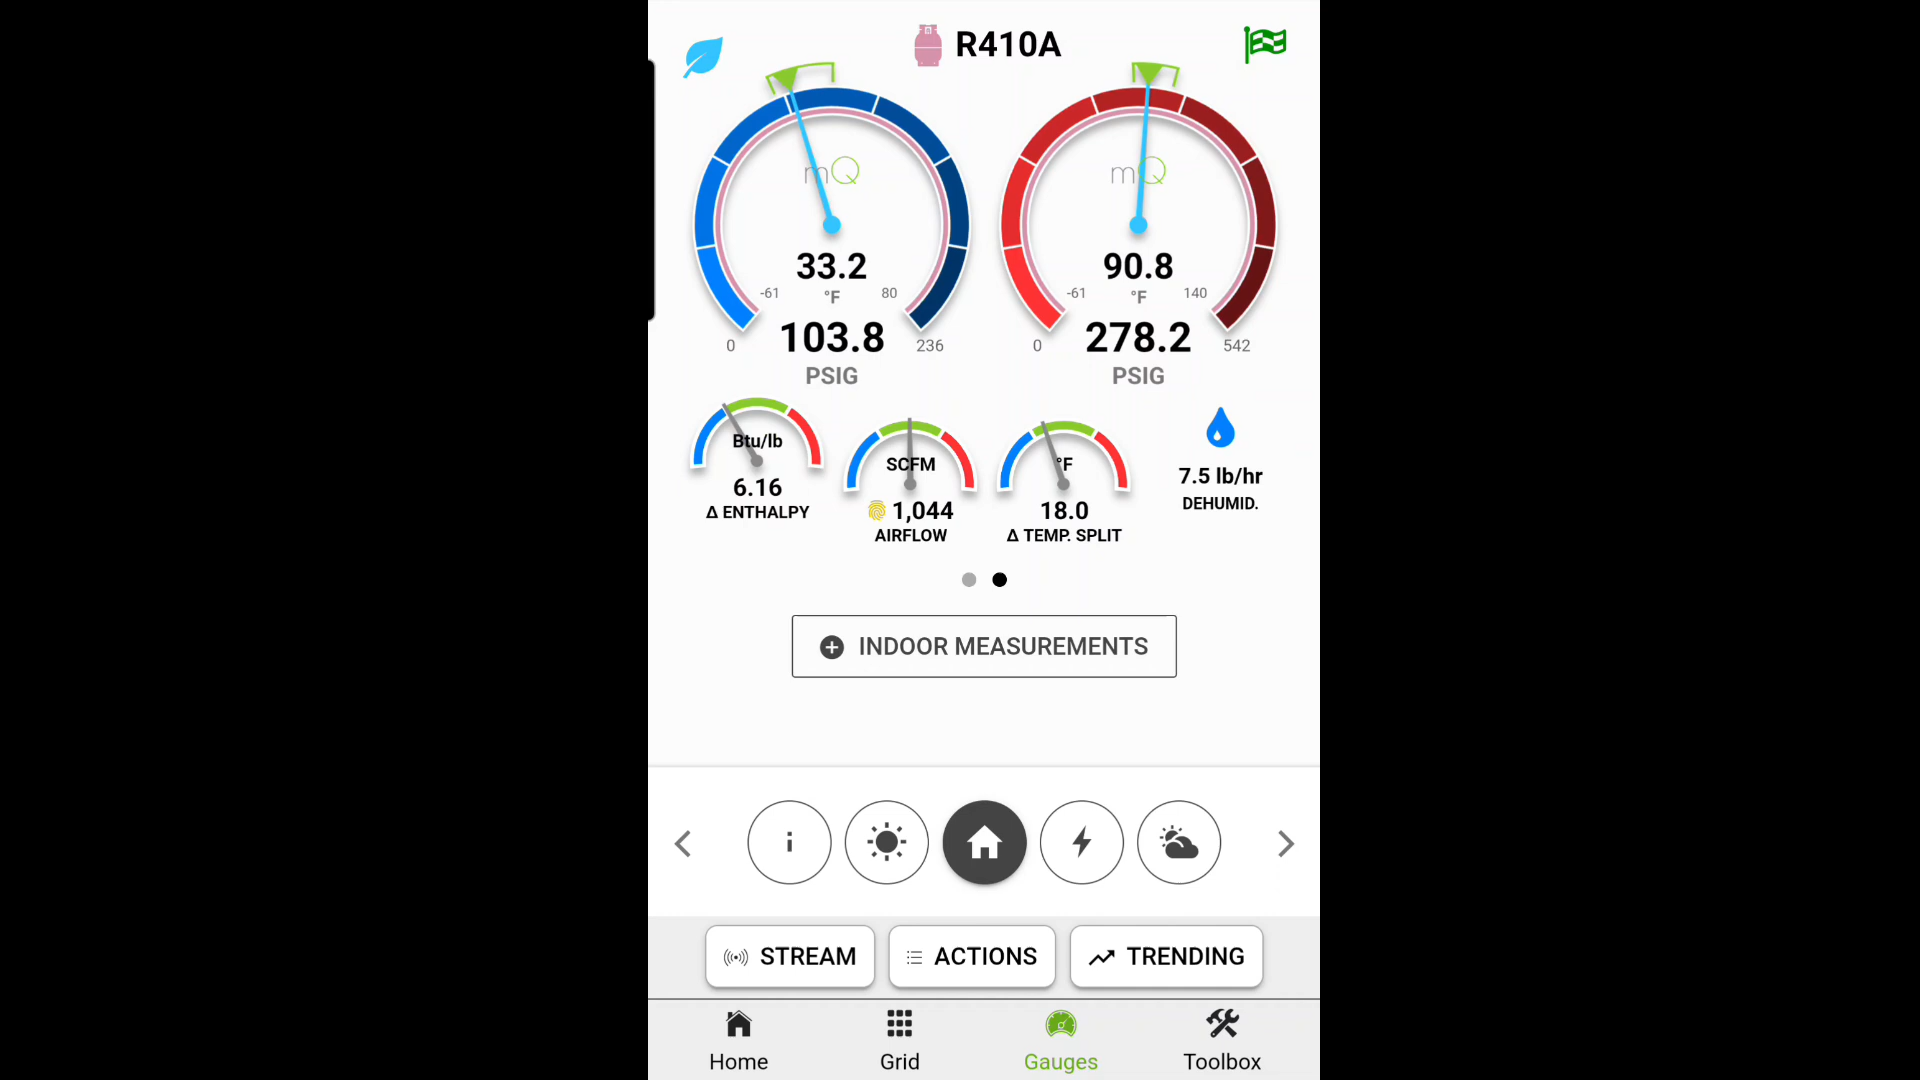 R410A
mQ
mQ
33.2
90.8
-61 °F 80
-61 °F 140
103.8
278.2
0 236
0 542
PSIG
PSIG
Btu/lb
6.16
Δ ENTHALPY
SCFM
1,044
AIRFLOW
°F
18.0
Δ TEMP. SPLIT
7.5 lb/hr
DEHUMID.
INDOOR MEASUREMENTS
i
STREAM
ACTIONS
TRENDING
Home
Grid
Gauges
Toolbox